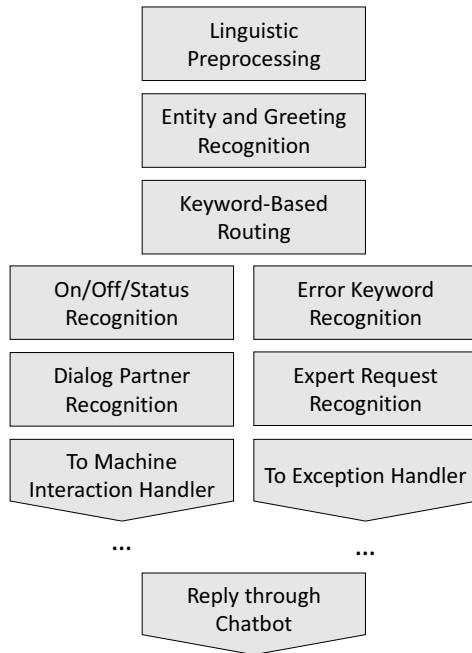 Linguistic
Preprocessing
Entity and Greeting
Recognition
Keyword-Based
Routing
On/Off/Status
Recognition
Error Keyword
Recognition
Dialog Partner
Recognition
Expert Request
Recognition
To Machine
Interaction Handler
To Exception Handler
...
...
Reply through
Chatbot